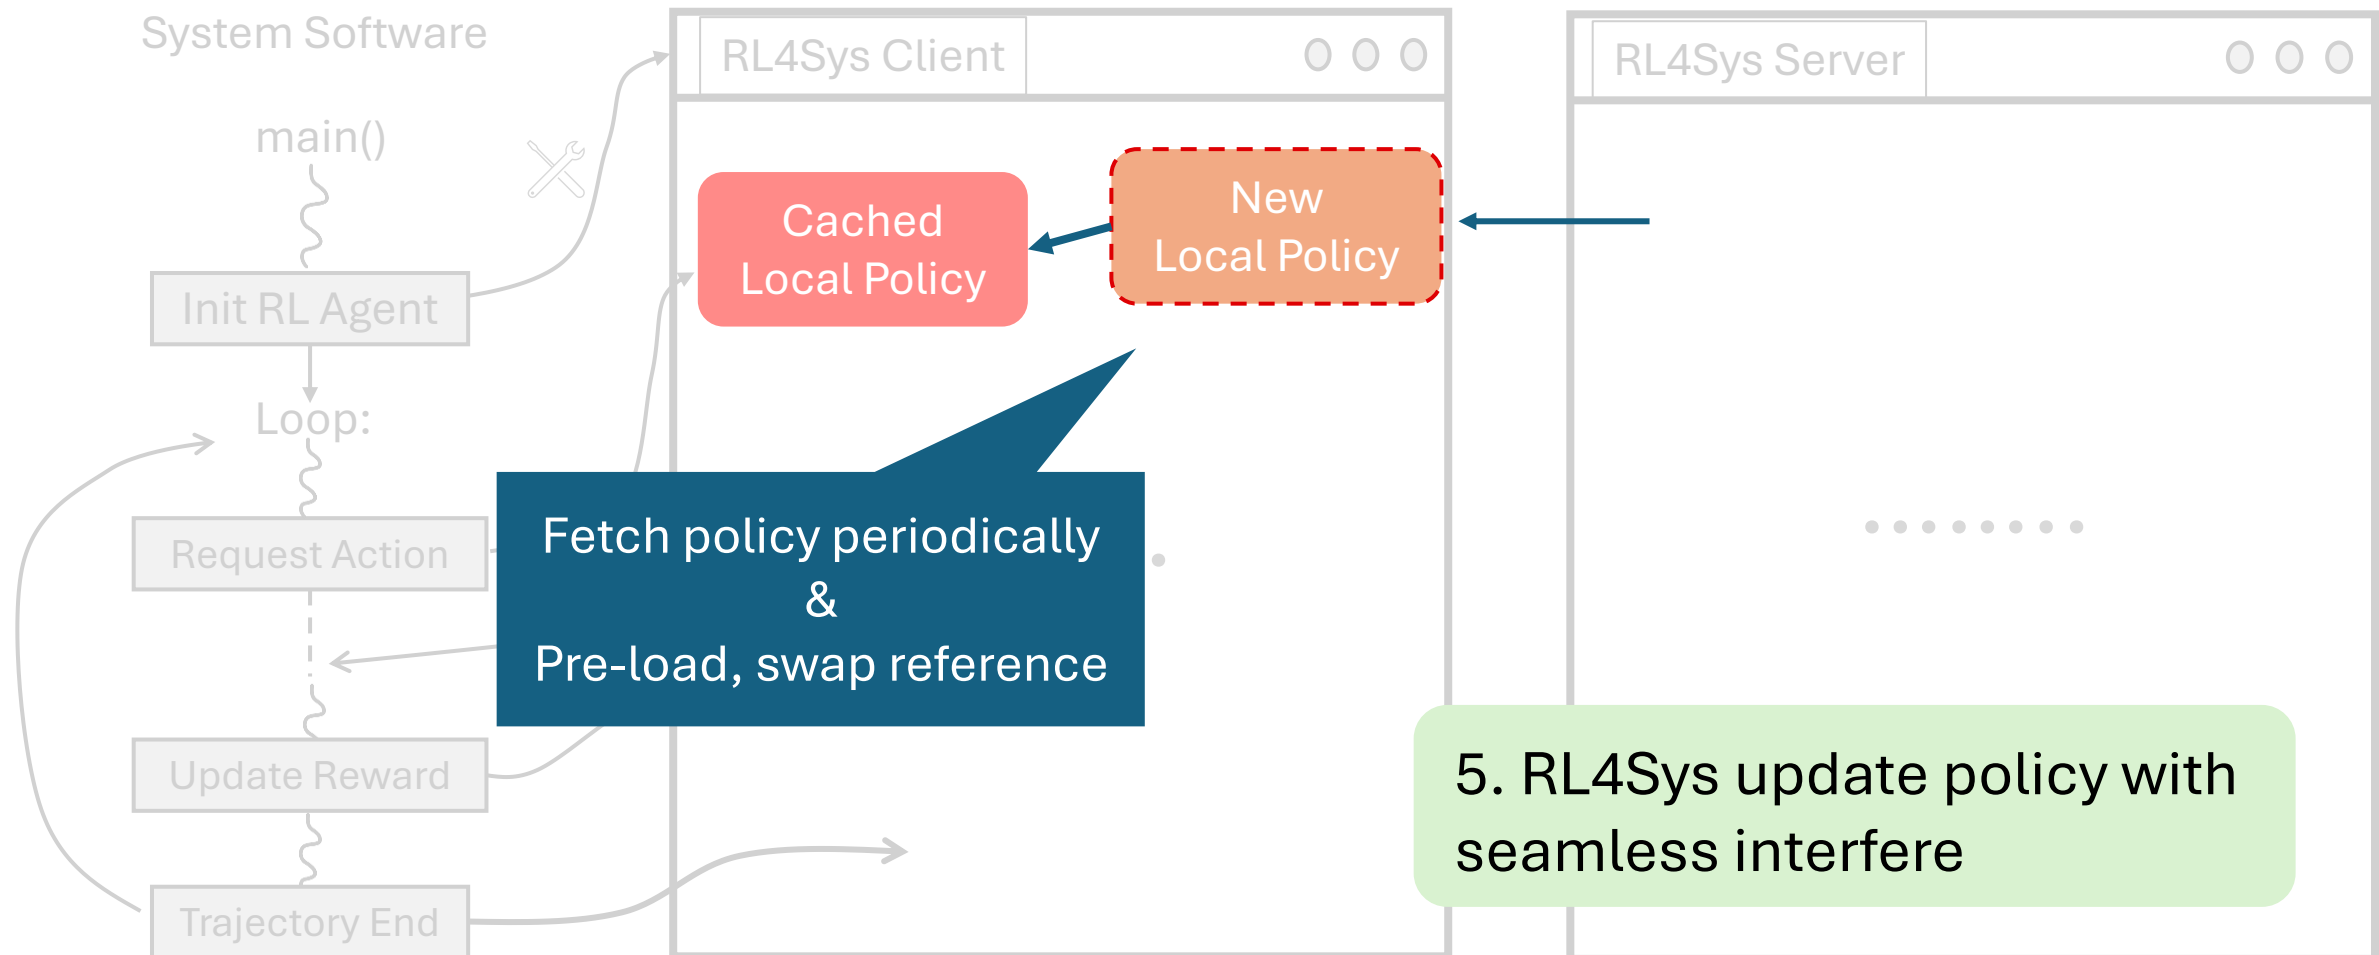 System Software
main()
Init RL Agent
Loop:
Request Action
Update Reward
Trajectory End
RL4Sys Client
Cached
Local Policy
New
Local Policy
Fetch policy periodically
&
Pre-load, swap reference
RL4Sys Server
5. RL4Sys update policy with
seamless interfere